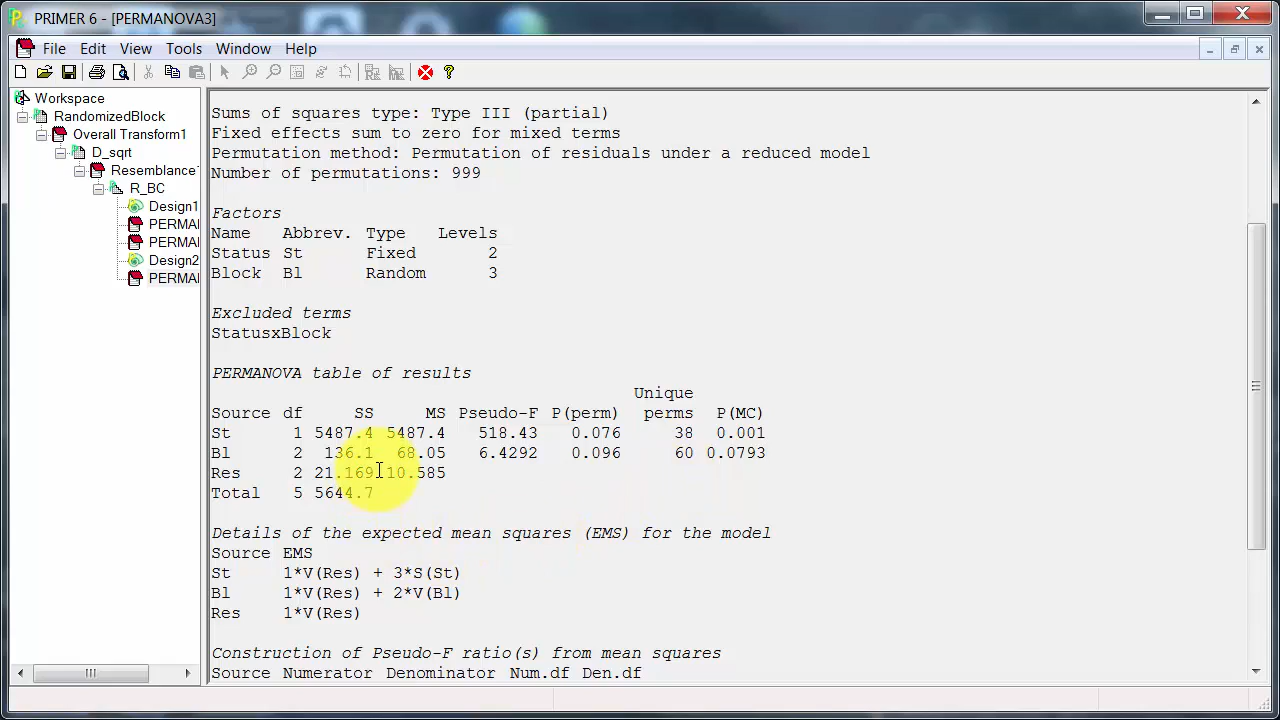 PRIMER 6 - [PERMANOVA3]
File Edit View Tools Window Help
Workspace
RandomizedBlock
Overall Transform1
D_sqrt
Resemblance
R_BC
Design1
PERMA
PERMA
Design2
PERMA
Sums of squares type: Type III (partial)
Fixed effects sum to zero for mixed terms
Permutation method: Permutation of residuals under a reduced model
Number of permutations: 999
Factors
Name Abbrev. Type Levels
Status St Fixed 2
Block Bl Random 3
Excluded terms
StatusxBlock
PERMANOVA table of results
Unique
Source df SS MS Pseudo-F P(perm) perms P(MC)
St 1 5487.4 5487.4 518.43 0.076 38 0.001
Bl 2 136.1 68.05 6.4292 0.096 60 0.0793
Res 2 21.169 10.585
Total 5 5644.7
Details of the expected mean squares (EMS) for the model
Source EMS
St 1*V(Res) + 3*S(St)
Bl 1*V(Res) + 2*V(Bl)
Res 1*V(Res)
Construction of Pseudo-F ratio(s) from mean squares
Source Numerator Denominator Num.df Den.df